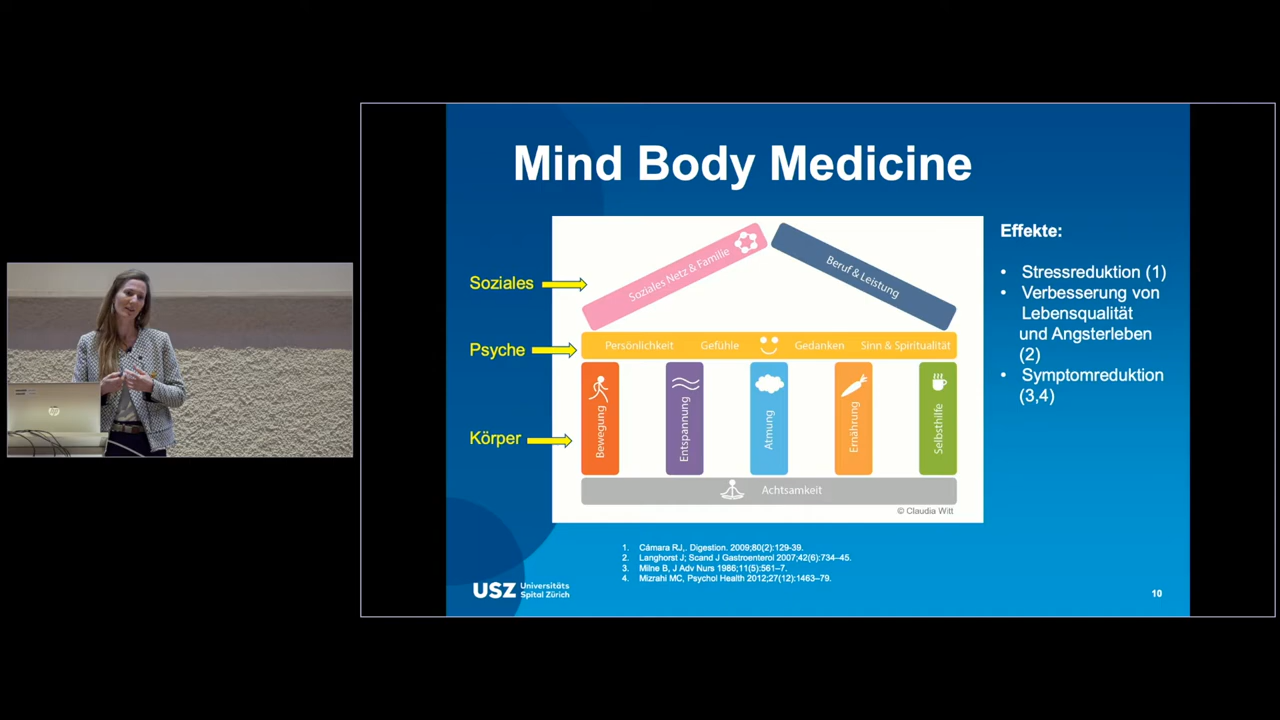 Mind Body Medicine
Soziales
Psyche
Körper
Soziales Netz & Familie
Beruf & Leistung
Persönlichkeit Gefühle Gedanken Sinn & Spiritualität
Bewegung
Entspannung
Atmung
Ernährung
Selbsthilfe
Achtsamkeit
© Claudia Witt
Effekte:
• Stressreduktion (1)
• Verbesserung von
Lebensqualität
und Angsterleben
(2)
• Symptomreduktion
(3,4)
1. Câmara RJ,. Digestion. 2009;80(2):129-39.
2. Langhorst J; Scand J Gastroenterol 2007;42(6):734–45.
3. Milne B, J Adv Nurs 1986;11(5):561–7.
4. Mizrahi MC, Psychol Health 2012;27(12):1463–79.
USZ Universitäts
Spital Zürich
10
hp